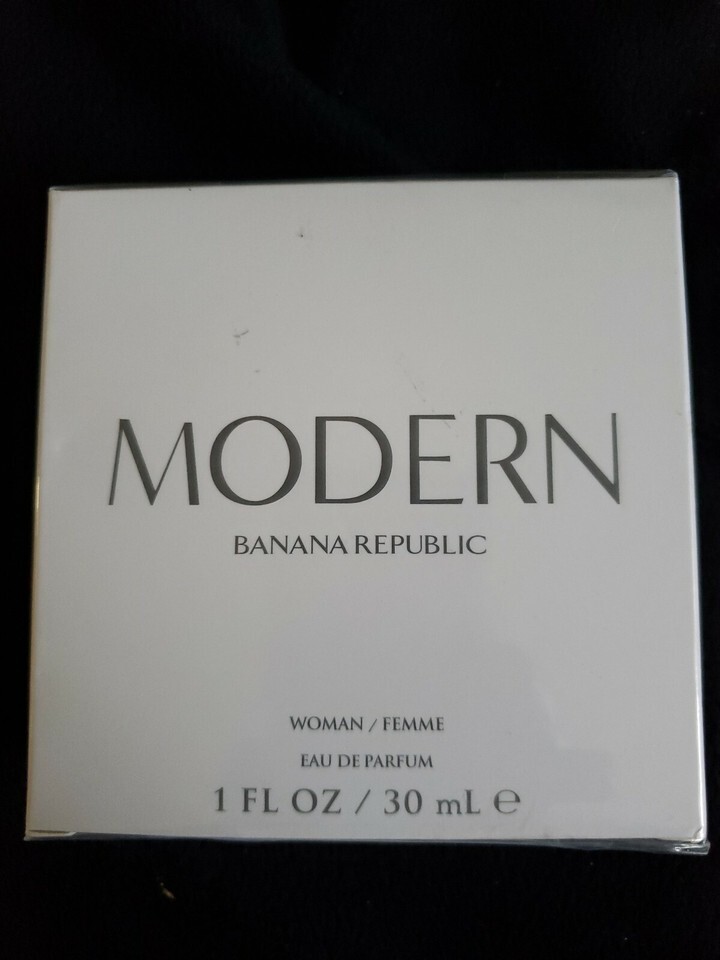 MODERN
BANANA REPUBLIC
WOMAN / FEMME
EAU DE PARFUM
1 FL OZ / 30 mL ℮